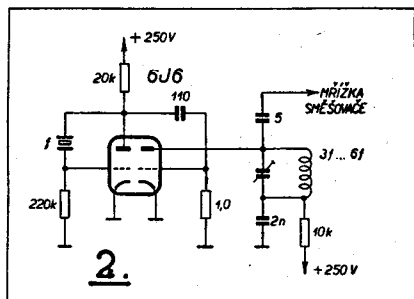 +250V
20k
6J6
110
f
220k
1,0
5
MŘÍŽKA
SMĚŠOVAČE
3f...6f
2n
10k
+250V
2.